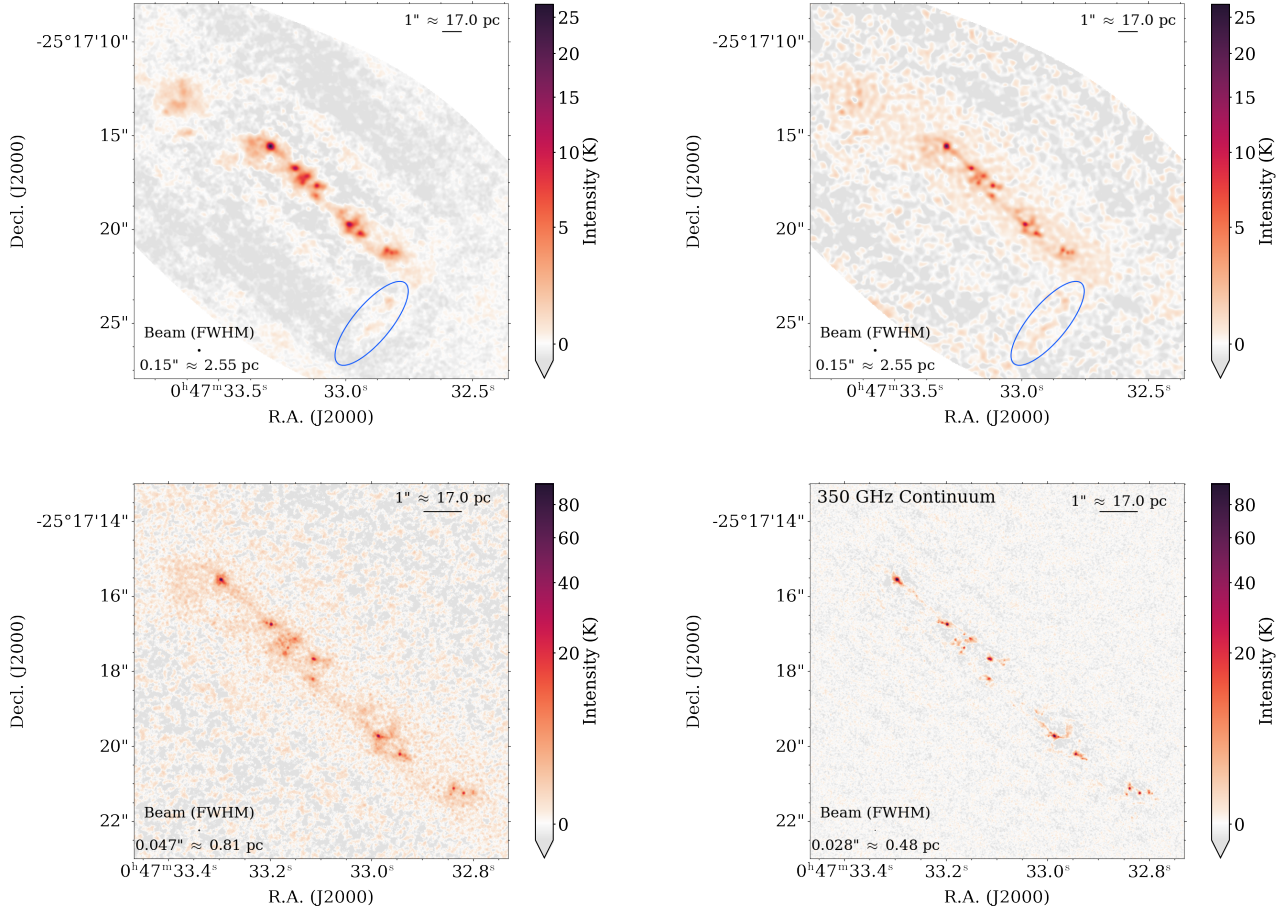 1" ≈ 17.0 pc
-25°17'10"
15"
20"
25"
Decl. (J2000)
Beam (FWHM)
0.15" ≈ 2.55 pc
0ʰ47ᵐ33.5ˢ
33.0ˢ
32.5ˢ
R.A. (J2000)
25
20
15
10
5
0
Intensity (K)
1" ≈ 17.0 pc
-25°17'10"
15"
20"
25"
Decl. (J2000)
Beam (FWHM)
0.15" ≈ 2.55 pc
0ʰ47ᵐ33.5ˢ
33.0ˢ
32.5ˢ
R.A. (J2000)
25
20
15
10
5
0
Intensity (K)
1" ≈ 17.0 pc
-25°17'14"
16"
18"
20"
22"
Decl. (J2000)
Beam (FWHM)
0.047" ≈ 0.81 pc
0ʰ47ᵐ33.4ˢ
33.2ˢ
33.0ˢ
32.8ˢ
R.A. (J2000)
80
60
40
20
0
Intensity (K)
350 GHz Continuum
1" ≈ 17.0 pc
-25°17'14"
16"
18"
20"
22"
Decl. (J2000)
Beam (FWHM)
0.028" ≈ 0.48 pc
0ʰ47ᵐ33.4ˢ
33.2ˢ
33.0ˢ
32.8ˢ
R.A. (J2000)
80
60
40
20
0
Intensity (K)